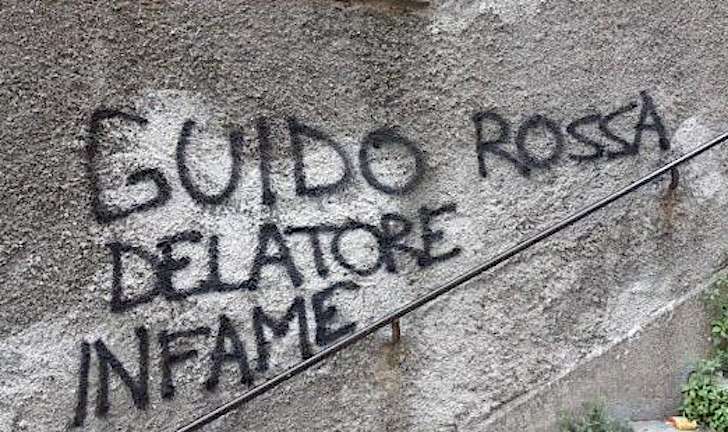 GUIDO ROSSA
DELATORE
INFAME